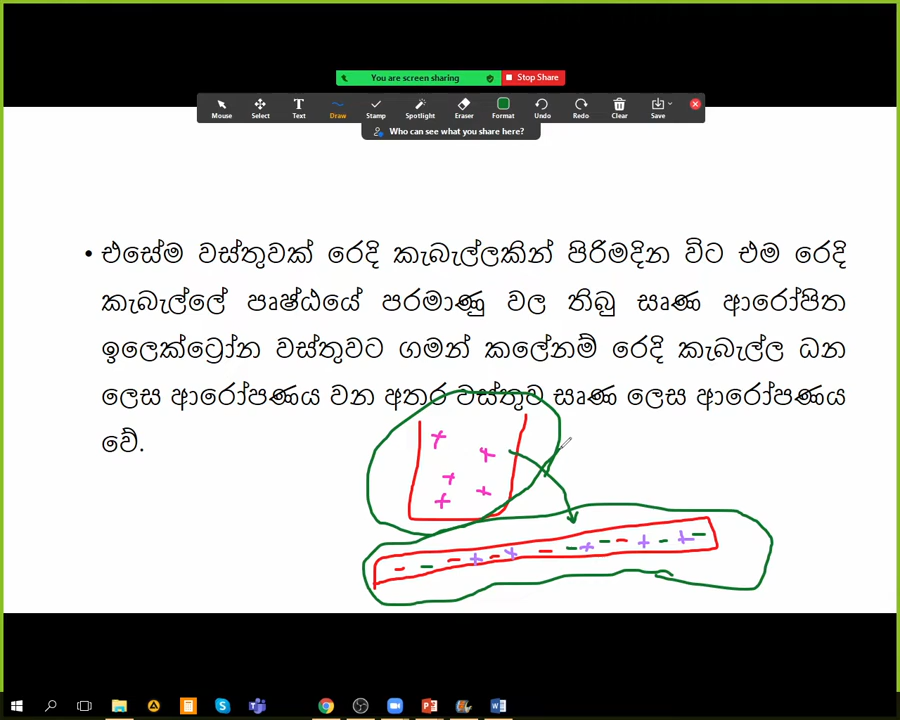 You are screen sharing Stop Share
Mouse Select Text Draw Stamp Spotlight Eraser Format Undo Redo Clear Save
Who can see what you share here?
• එසේම වස්තුවක් රෙදි කැබැල්ලකින් පිරිමදින විට එම රෙදි
කැබැල්ලේ පෘෂ්ඨයේ පරමාණු වල තිබු සෘණ ආරෝපිත
ඉලෙක්ට්‍රෝන වස්තුවට ගමන් කලේනම් රෙදි කැබැල්ල ධන
ලෙස ආරෝපණය වන අතර වස්තුව සෘණ ලෙස ආරෝපණය
වේ.
+
+
+
+ +
- - - + - + - - + - - + - + -